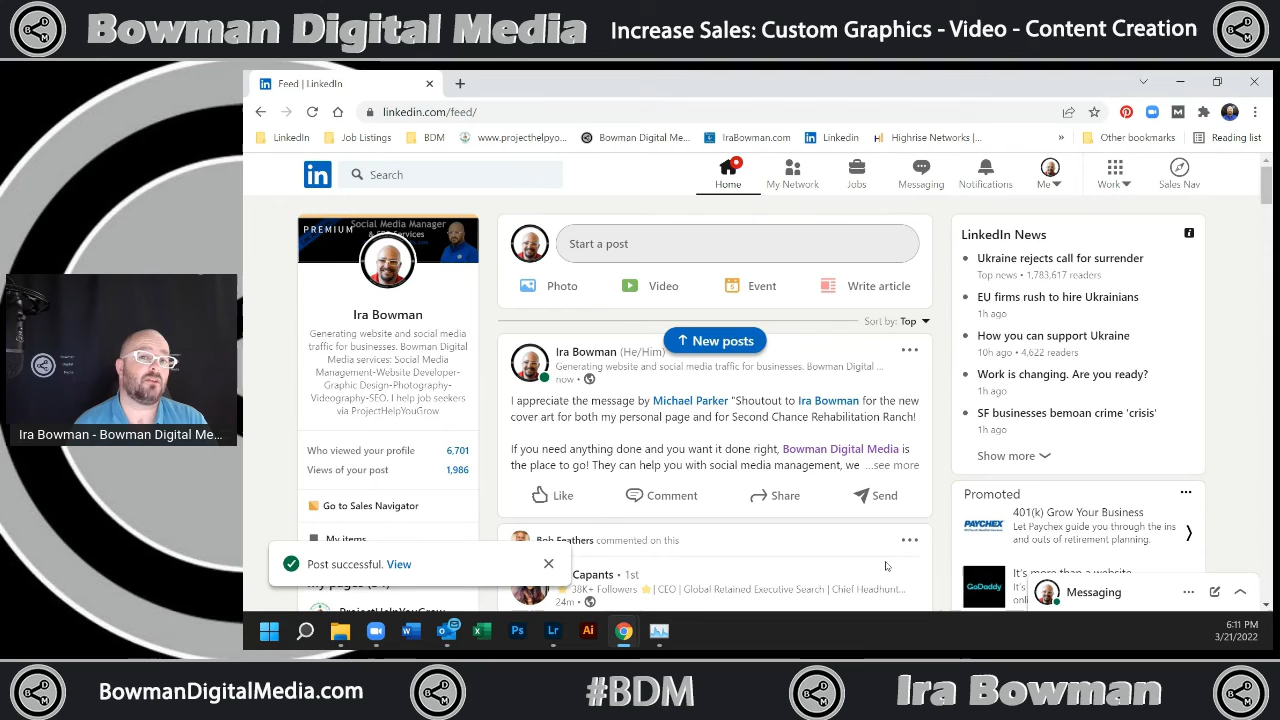 Bowman Digital Media
Increase Sales: Custom Graphics - Video - Content Creation
Feed | LinkedIn
linkedin.com/feed/
LinkedIn
Job Listings
BDM
www.projecthelpyo...
Bowman Digital Me...
IraBowman.com
Linkedin
Highrise Networks |...
»
Other bookmarks
Reading list
Search
Home
My Network
Jobs
Messaging
Notifications
Me
Work
Sales Nav
PREMIUM
Social Media Manager
Ira Bowman
Generating website and social media
traffic for businesses. Bowman Digital
Media services: Social Media
Management-Website Developer-
Graphic Design-Photography-
Videography-SEO. I help job seekers
via ProjectHelpYouGrow
Who viewed your profile 6,701
Views of your post 1,986
Go to Sales Navigator
My items
Post successful. View
ProjectHelpYouGrow
Start a post
Photo
Video
Event
Write article
Sort by: Top
New posts
Ira Bowman (He/Him)
Generating website and social media traffic for businesses. Bowman Digital ...
now •
I appreciate the message by Michael Parker "Shoutout to Ira Bowman for the new
cover art for both my personal page and for Second Chance Rehabilitation Ranch!
If you need anything done and you want it done right, Bowman Digital Media is
the place to go! They can help you with social media management, we ...see more
Like
Comment
Share
Send
Bob Feathers commented on this
Capants • 1st
38K+ Followers ⭐ | CEO | Global Retained Executive Search | Chief Headhunt...
24m •
LinkedIn News
Ukraine rejects call for surrender
Top news • 1,783,617 readers
EU firms rush to hire Ukrainians
1h ago
How you can support Ukraine
10h ago • 4,622 readers
Work is changing. Are you ready?
1h ago
SF businesses bemoan crime 'crisis'
1h ago
Show more
Promoted
PAYCHEX
401(k) Grow Your Business
Let Paychex guide you through the ins
and outs of retirement planning.
GoDaddy
It's more than a website
Messaging
Ira Bowman - Bowman Digital Me...
6:11 PM
3/21/2022
BowmanDigitalMedia.com
#BDM
Ira Bowman